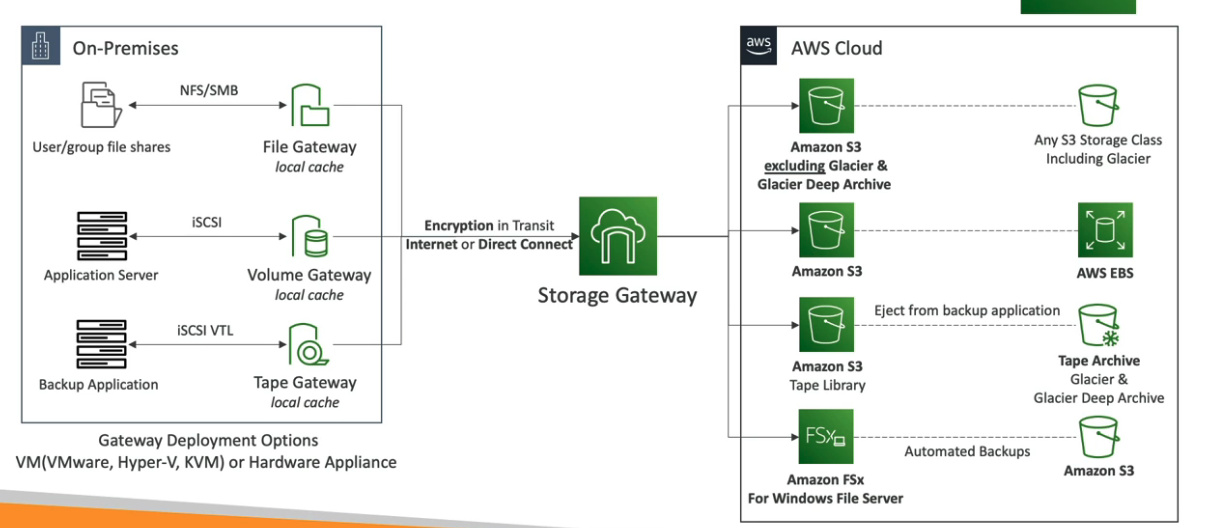 On-Premises
NFS/SMB
User/group file shares
File Gateway
local cache
iSCSI
Application Server
Volume Gateway
local cache
iSCSI VTL
Backup Application
Tape Gateway
local cache
Gateway Deployment Options
VM(VMware, Hyper-V, KVM) or Hardware Appliance
Encryption in Transit
Internet or Direct Connect
Storage Gateway
aws
AWS Cloud
Amazon S3
excluding Glacier &
Glacier Deep Archive
Any S3 Storage Class
Including Glacier
Amazon S3
AWS EBS
Amazon S3
Tape Library
Eject from backup application
Tape Archive
Glacier &
Glacier Deep Archive
FSx
Amazon FSx
For Windows File Server
Automated Backups
Amazon S3